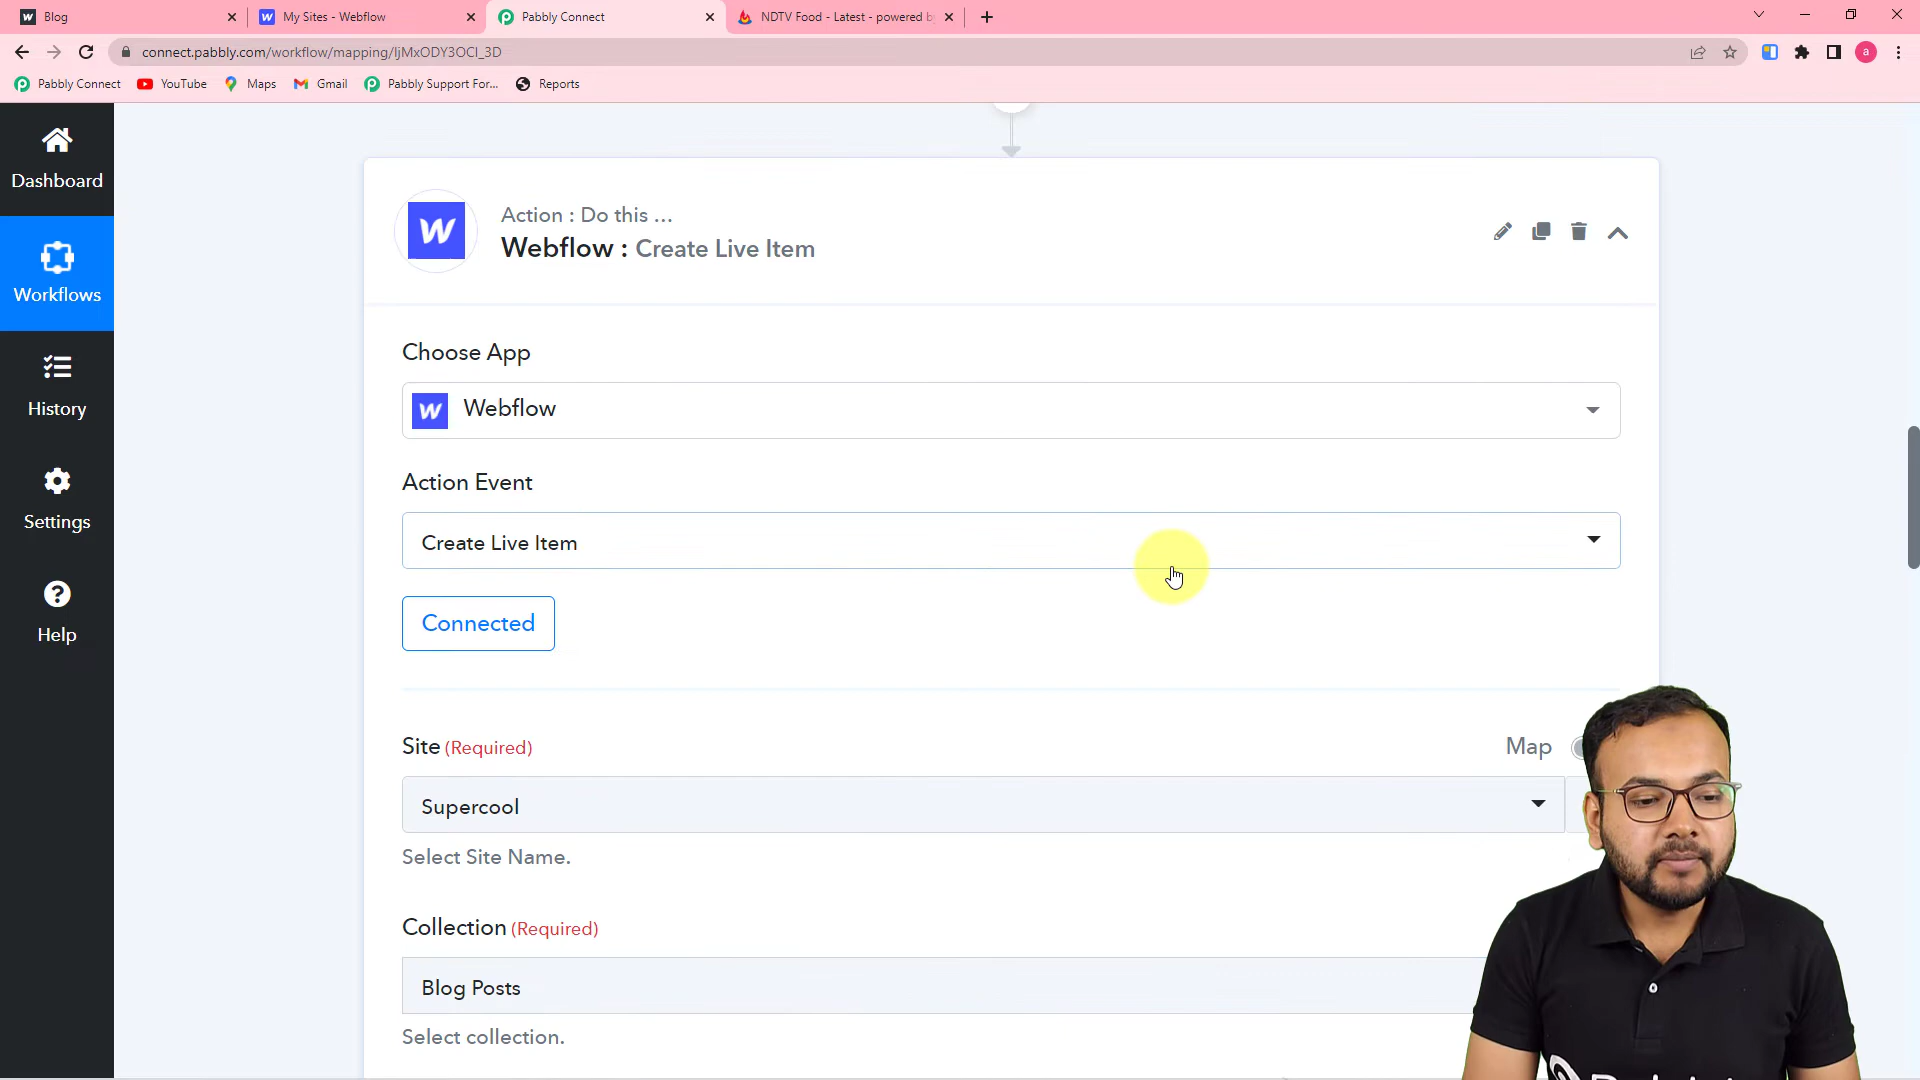 Blog
My Sites - Webflow
Pabbly Connect
NDTV Food - Latest - powered b
connect.pabbly.com/workflow/mapping/IjMxODY3OCI_3D
a
Pabbly Connect
YouTube
Maps
Gmail
Pabbly Support For...
Reports
Dashboard
Workflows
History
Settings
Help
Action : Do this ...
Webflow : Create Live Item
Choose App
Webflow
Action Event
Create Live Item
Connected
Site (Required)
Map
Supercool
Select Site Name.
Collection (Required)
Blog Posts
Select collection.